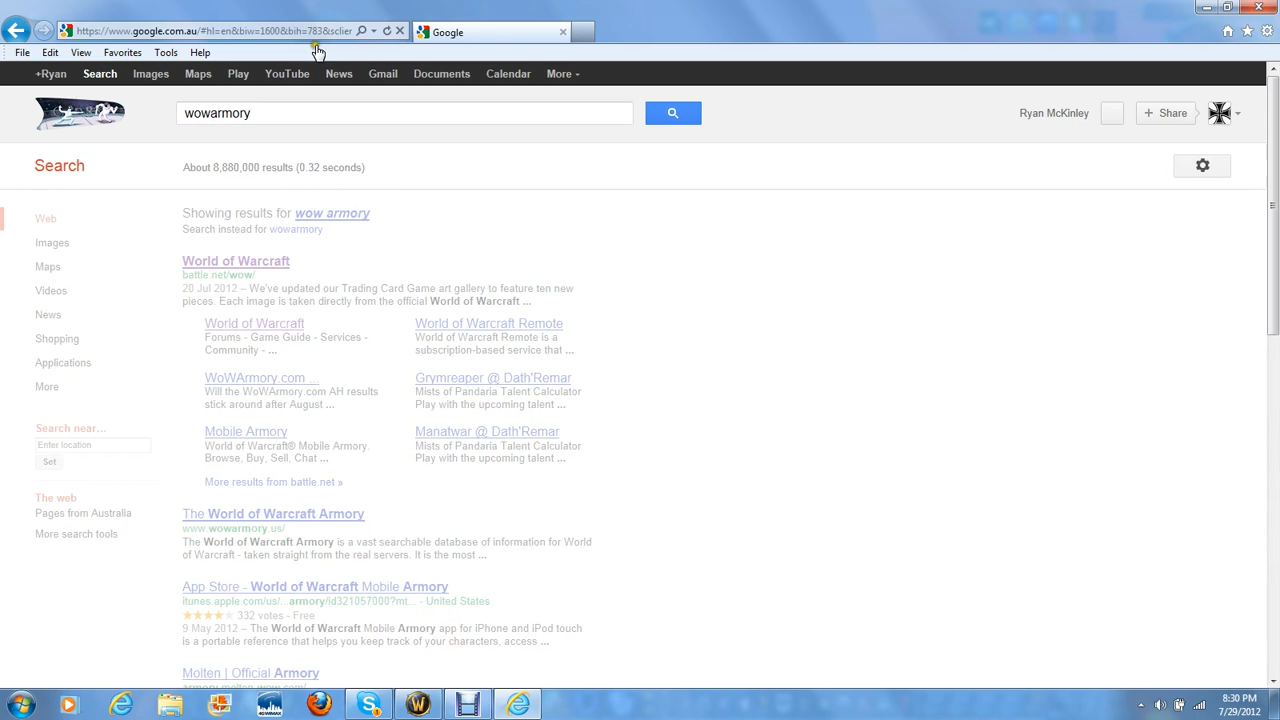 https://www.google.com.au/#hl=en&biw=1600&bih=783&sclier
Google
File Edit View Favorites Tools Help
+Ryan Search Images Maps Play YouTube News Gmail Documents Calendar More
wowarmory
Ryan McKinley
+ Share
Search
About 8,880,000 results (0.32 seconds)
Web
Images
Maps
Videos
News
Shopping
Applications
More
Search near...
Enter location
Set
The web
Pages from Australia
More search tools
Showing results for wow armory
Search instead for wowarmory
World of Warcraft
battle.net/wow/
20 Jul 2012 – We've updated our Trading Card Game art gallery to feature ten new
pieces. Each image is taken directly from the official World of Warcraft ...
World of Warcraft
Forums - Game Guide - Services -
Community - ...
World of Warcraft Remote
World of Warcraft Remote is a
subscription-based service that ...
WoWArmory.com ...
Will the WoWArmory.com AH results
stick around after August ...
Grymreaper @ Dath'Remar
Mists of Pandaria Talent Calculator
Play with the upcoming talent ...
Mobile Armory
World of Warcraft® Mobile Armory.
Browse, Buy, Sell, Chat ...
Manatwar @ Dath'Remar
Mists of Pandaria Talent Calculator
Play with the upcoming talent ...
More results from battle.net »
The World of Warcraft Armory
www.wowarmory.us/
The World of Warcraft Armory is a vast searchable database of information for World
of Warcraft - taken straight from the real servers. It is the most ...
App Store - World of Warcraft Mobile Armory
itunes.apple.com/us/...armory/id321057000?mt... - United States
332 votes - Free
9 May 2012 – The World of Warcraft Mobile Armory app for iPhone and iPod touch
is a portable reference that helps you keep track of your characters, access ...
Molten | Official Armory
armory.molten-wow.com/
8:30 PM
7/29/2012